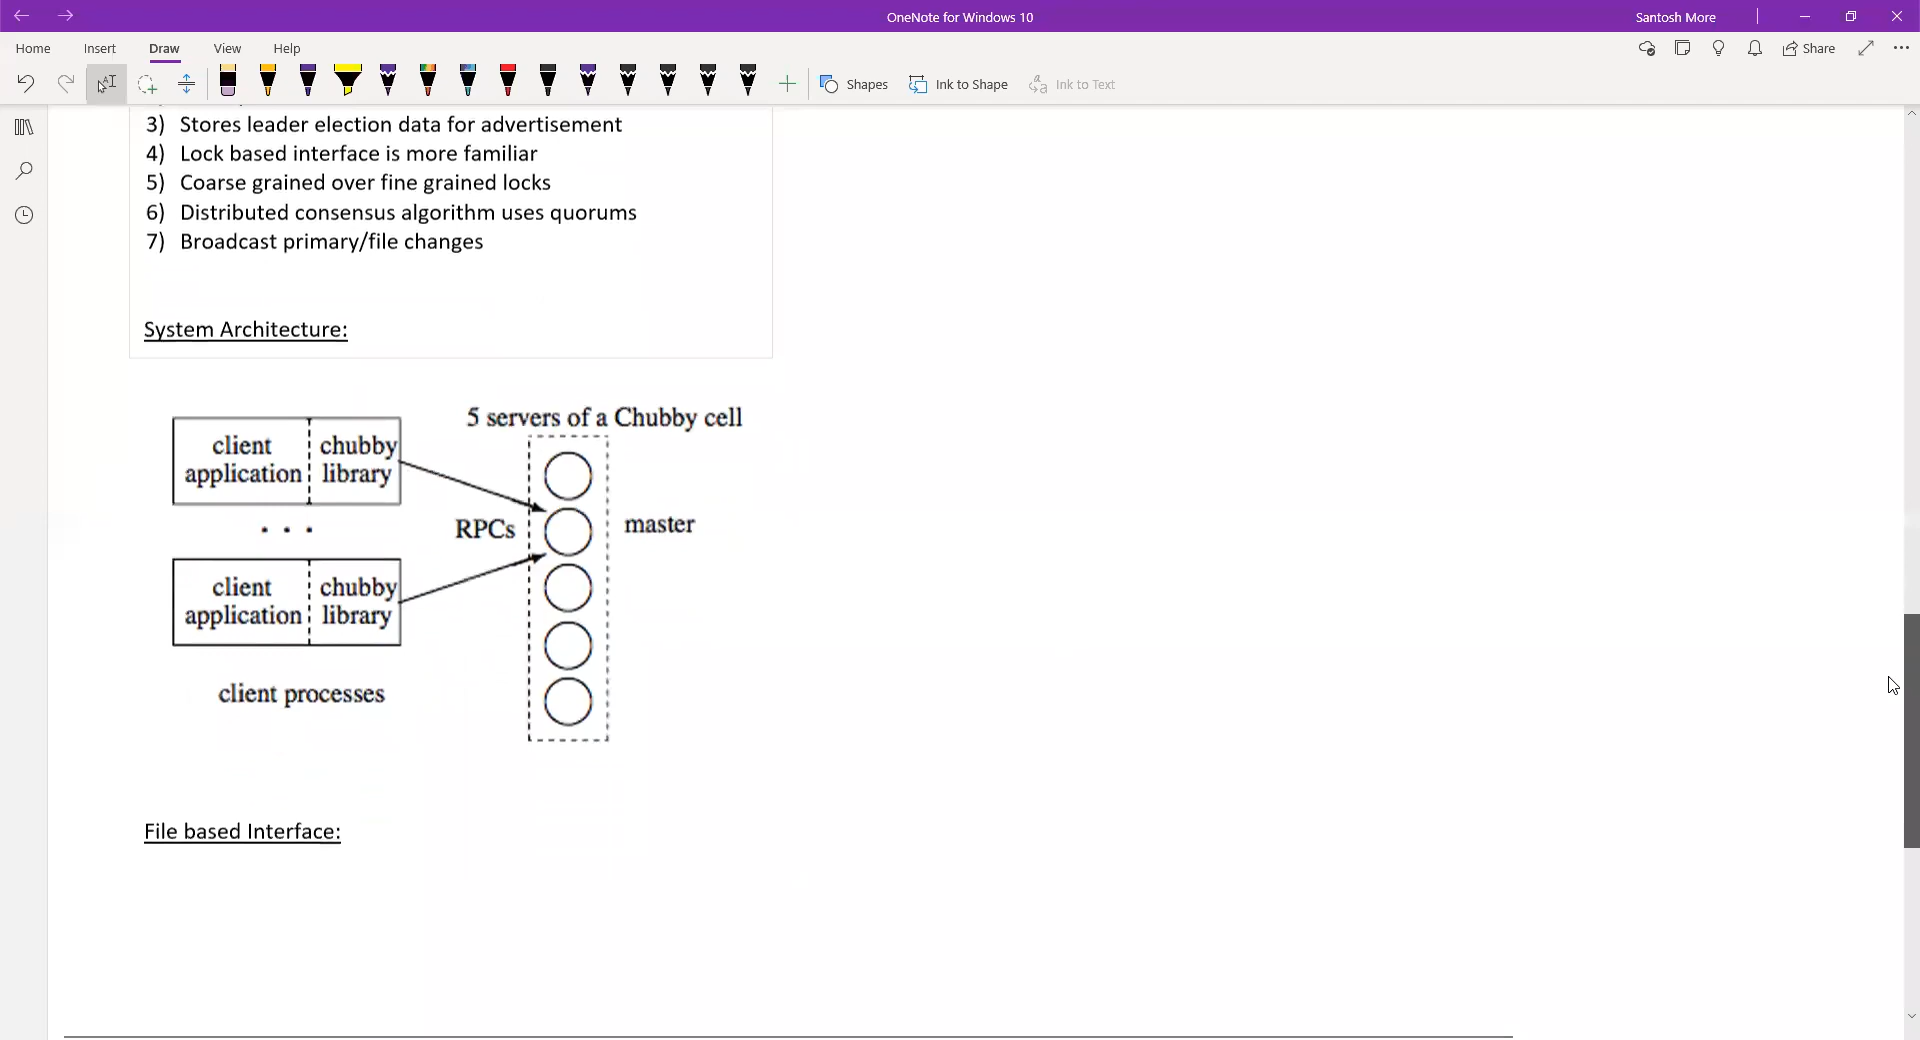 OneNote for Windows 10
Santosh More
Home Insert Draw View Help
Share
Shapes Ink to Shape Ink to Text
3) Stores leader election data for advertisement
4) Lock based interface is more familiar
5) Coarse grained over fine grained locks
6) Distributed consensus algorithm uses quorums
7) Broadcast primary/file changes
System Architecture:
5 servers of a Chubby cell
client application
chubby library
. . .
RPCs
master
client application
chubby library
client processes
File based Interface: